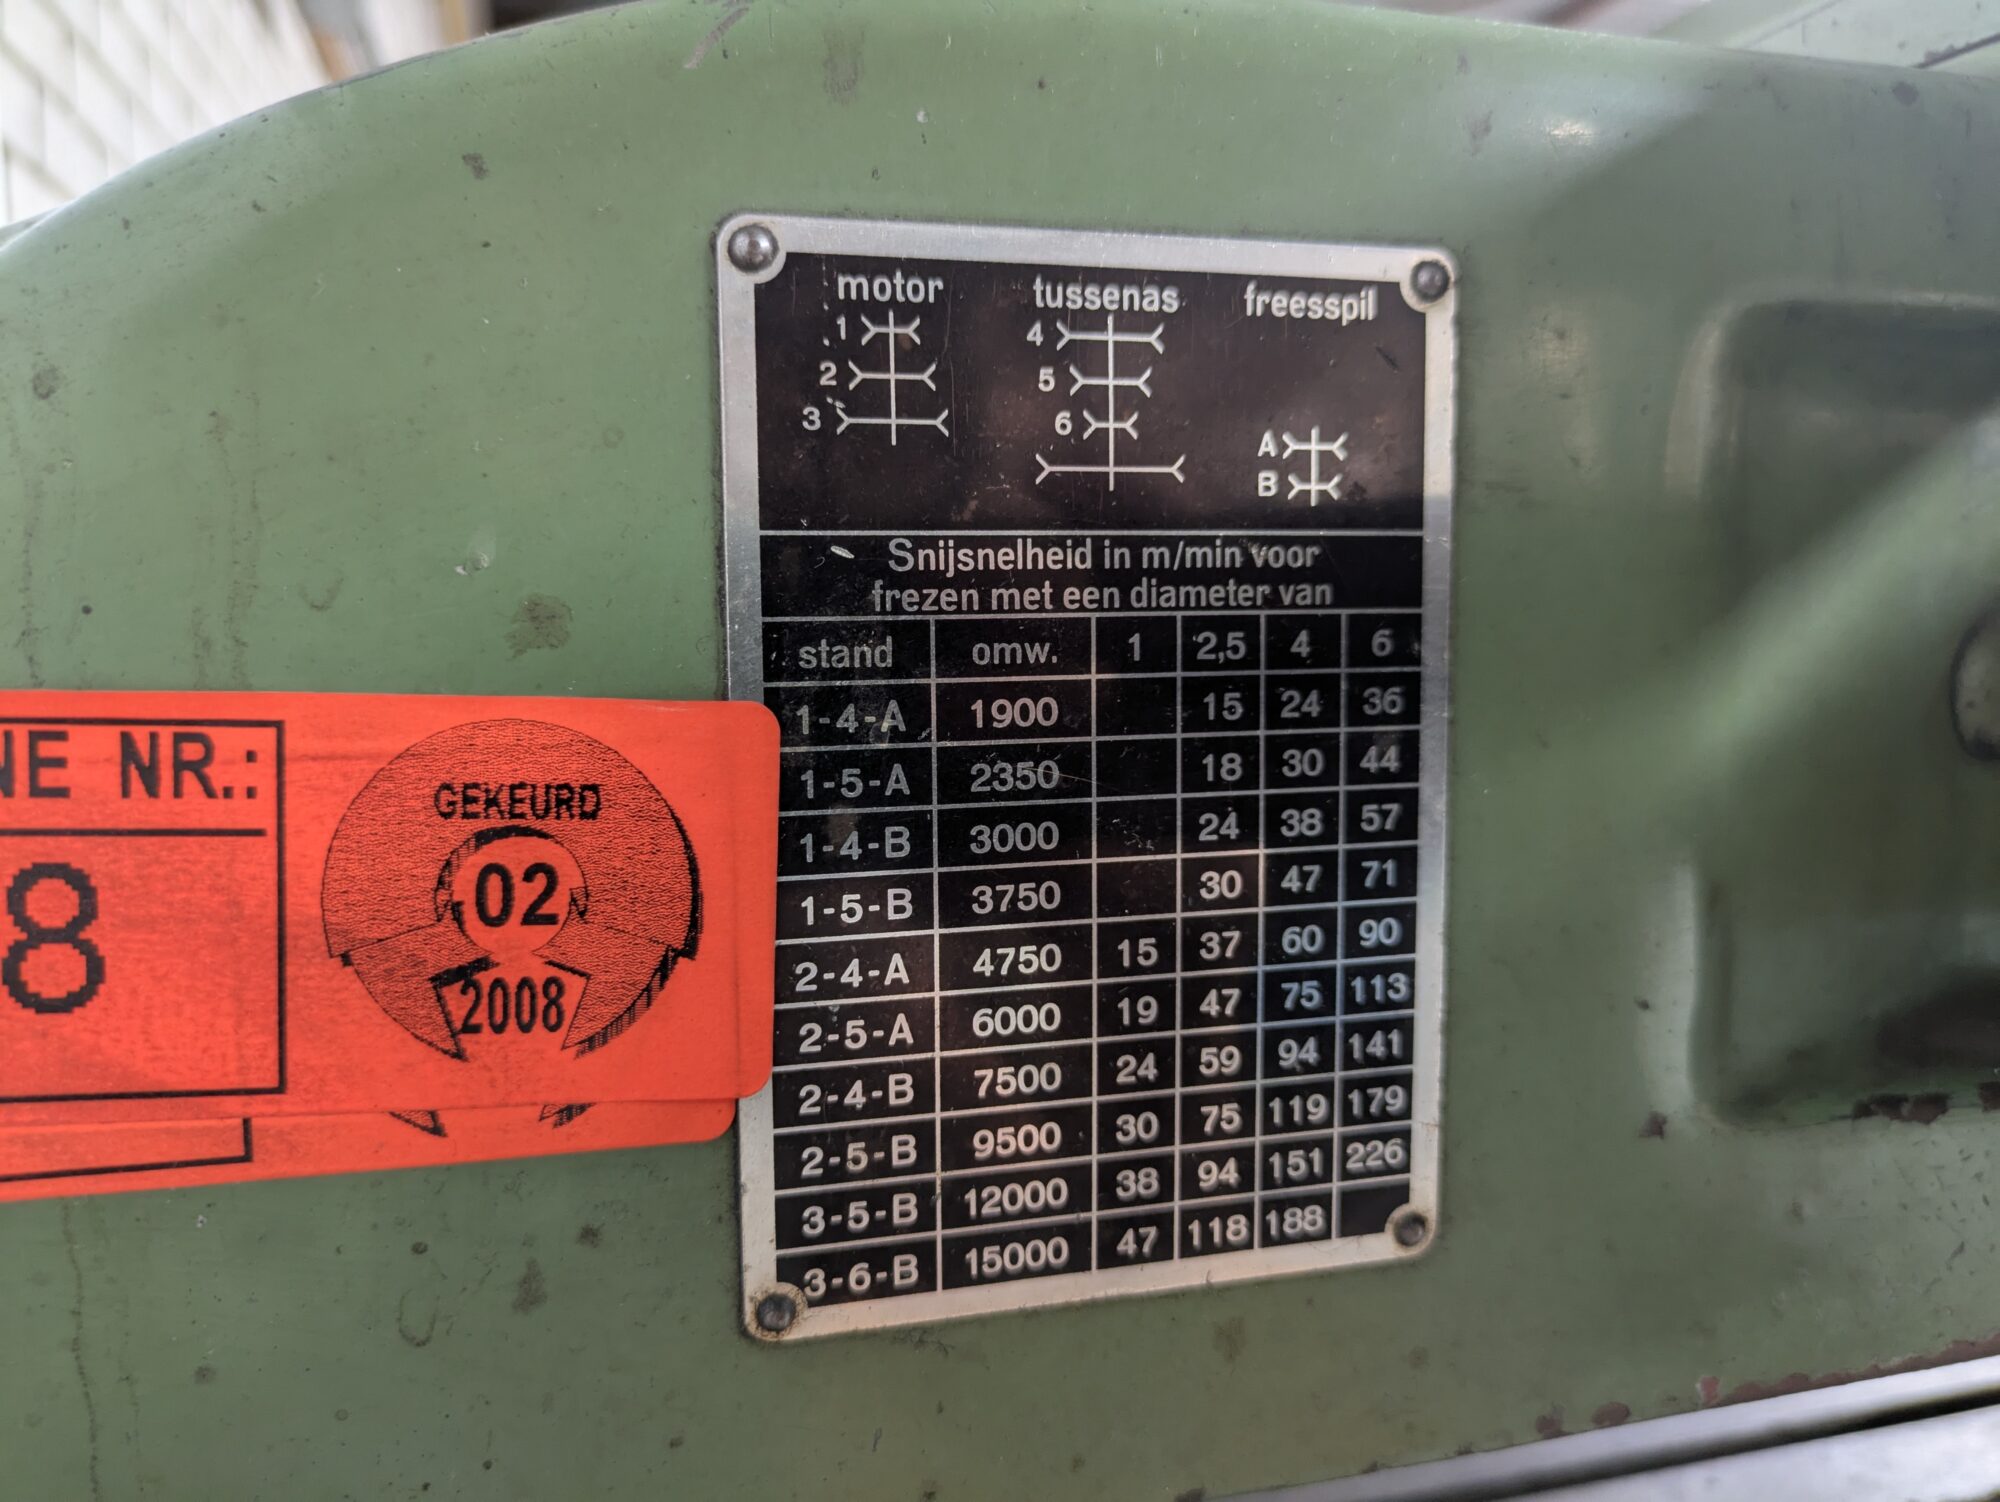 motor tussenas freesspil
1 4
2 5
3 6
A
B
Snijsnelheid in m/min voor
frezen met een diameter van
stand omw. 1 2,5 4 6
1-4-A 1900 15 24 36
1-5-A 2350 18 30 44
1-4-B 3000 24 38 57
1-5-B 3750 30 47 71
2-4-A 4750 15 37 60 90
2-5-A 6000 19 47 75 113
2-4-B 7500 24 59 94 141
2-5-B 9500 30 75 119 179
3-5-B 12000 38 94 151 226
3-6-B 15000 47 118 188
NE NR.:
8
GEKEURD
02
2008